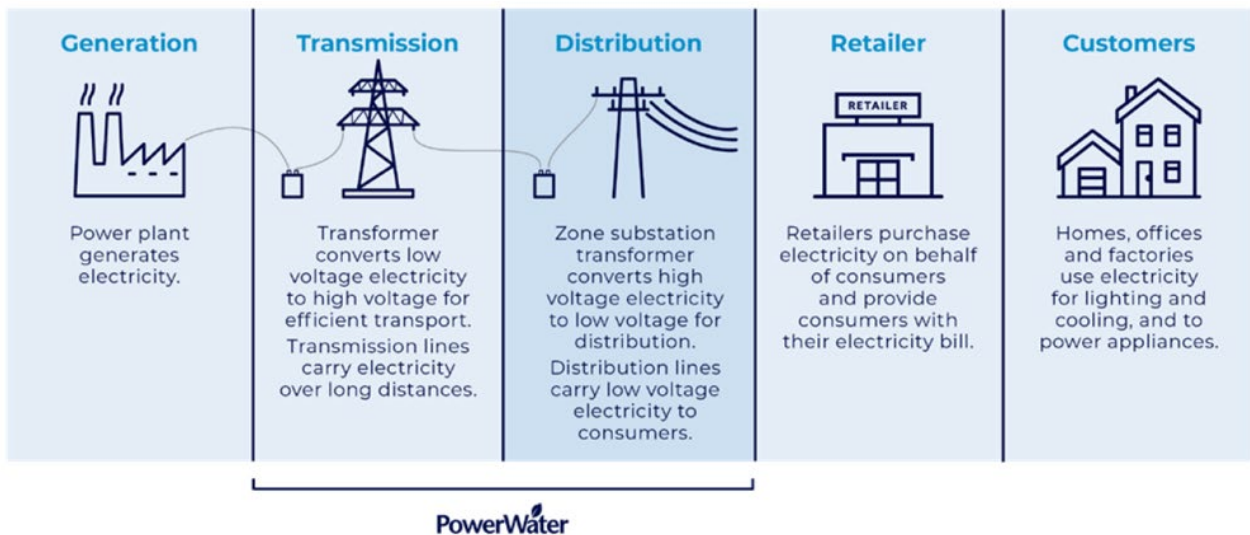 Generation
Power plant
generates
electricity.
Transmission
Transformer
converts low
voltage electricity
to high voltage for
efficient transport.
Transmission lines
carry electricity
over long distances.
Distribution
Zone substation
transformer
converts high
voltage electricity
to low voltage for
distribution.
Distribution lines
carry low voltage
electricity to
consumers.
Retailer
RETAILER
Retailers purchase
electricity on behalf
of consumers
and provide
consumers with
their electricity bill.
Customers
Homes, offices
and factories
use electricity
for lighting and
cooling, and to
power appliances.
PowerWater